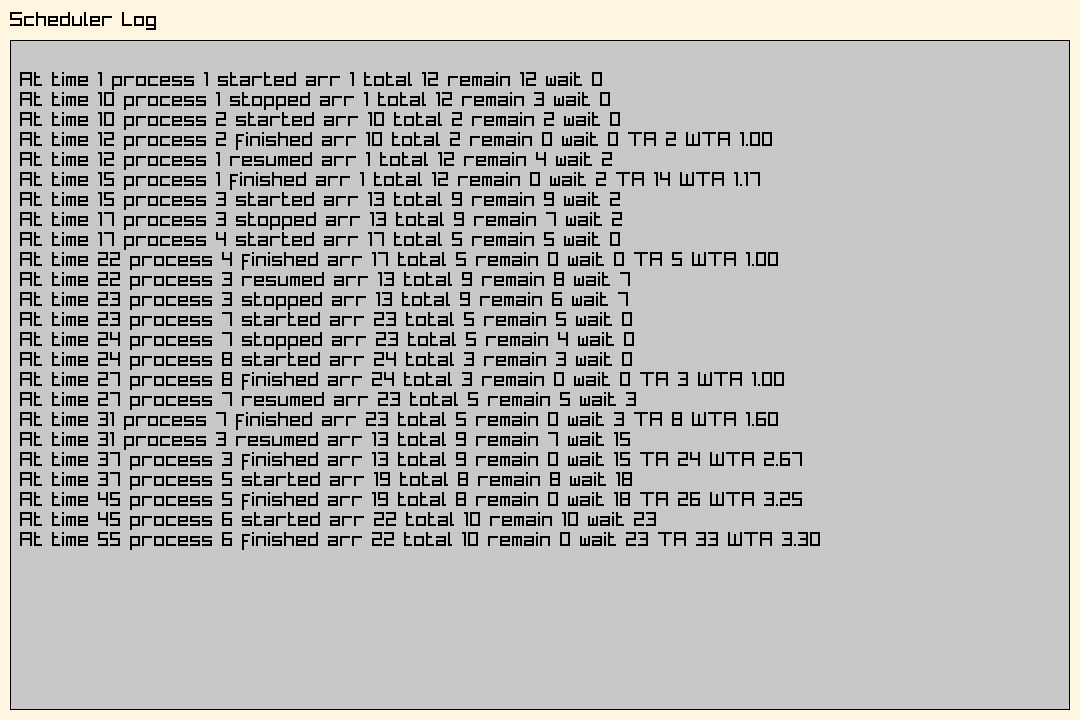 Scheduler Log
At time 1 process 1 started arr 1 total 12 remain 12 wait 0
At time 10 process 1 stopped arr 1 total 12 remain 3 wait 0
At time 10 process 2 started arr 10 total 2 remain 2 wait 0
At time 12 process 2 finished arr 10 total 2 remain 0 wait 0 TA 2 WTA 1.00
At time 12 process 1 resumed arr 1 total 12 remain 4 wait 2
At time 15 process 1 finished arr 1 total 12 remain 0 wait 2 TA 14 WTA 1.17
At time 15 process 3 started arr 13 total 9 remain 9 wait 2
At time 17 process 3 stopped arr 13 total 9 remain 7 wait 2
At time 17 process 4 started arr 17 total 5 remain 5 wait 0
At time 22 process 4 finished arr 17 total 5 remain 0 wait 0 TA 5 WTA 1.00
At time 22 process 3 resumed arr 13 total 9 remain 8 wait 7
At time 23 process 3 stopped arr 13 total 9 remain 6 wait 7
At time 23 process 7 started arr 23 total 5 remain 5 wait 0
At time 24 process 7 stopped arr 23 total 5 remain 4 wait 0
At time 24 process 8 started arr 24 total 3 remain 3 wait 0
At time 27 process 8 finished arr 24 total 3 remain 0 wait 0 TA 3 WTA 1.00
At time 27 process 7 resumed arr 23 total 5 remain 5 wait 3
At time 31 process 7 finished arr 23 total 5 remain 0 wait 3 TA 8 WTA 1.60
At time 31 process 3 resumed arr 13 total 9 remain 7 wait 15
At time 37 process 3 finished arr 13 total 9 remain 0 wait 15 TA 24 WTA 2.67
At time 37 process 5 started arr 19 total 8 remain 8 wait 18
At time 45 process 5 finished arr 19 total 8 remain 0 wait 18 TA 26 WTA 3.25
At time 45 process 6 started arr 22 total 10 remain 10 wait 23
At time 55 process 6 finished arr 22 total 10 remain 0 wait 23 TA 33 WTA 3.30